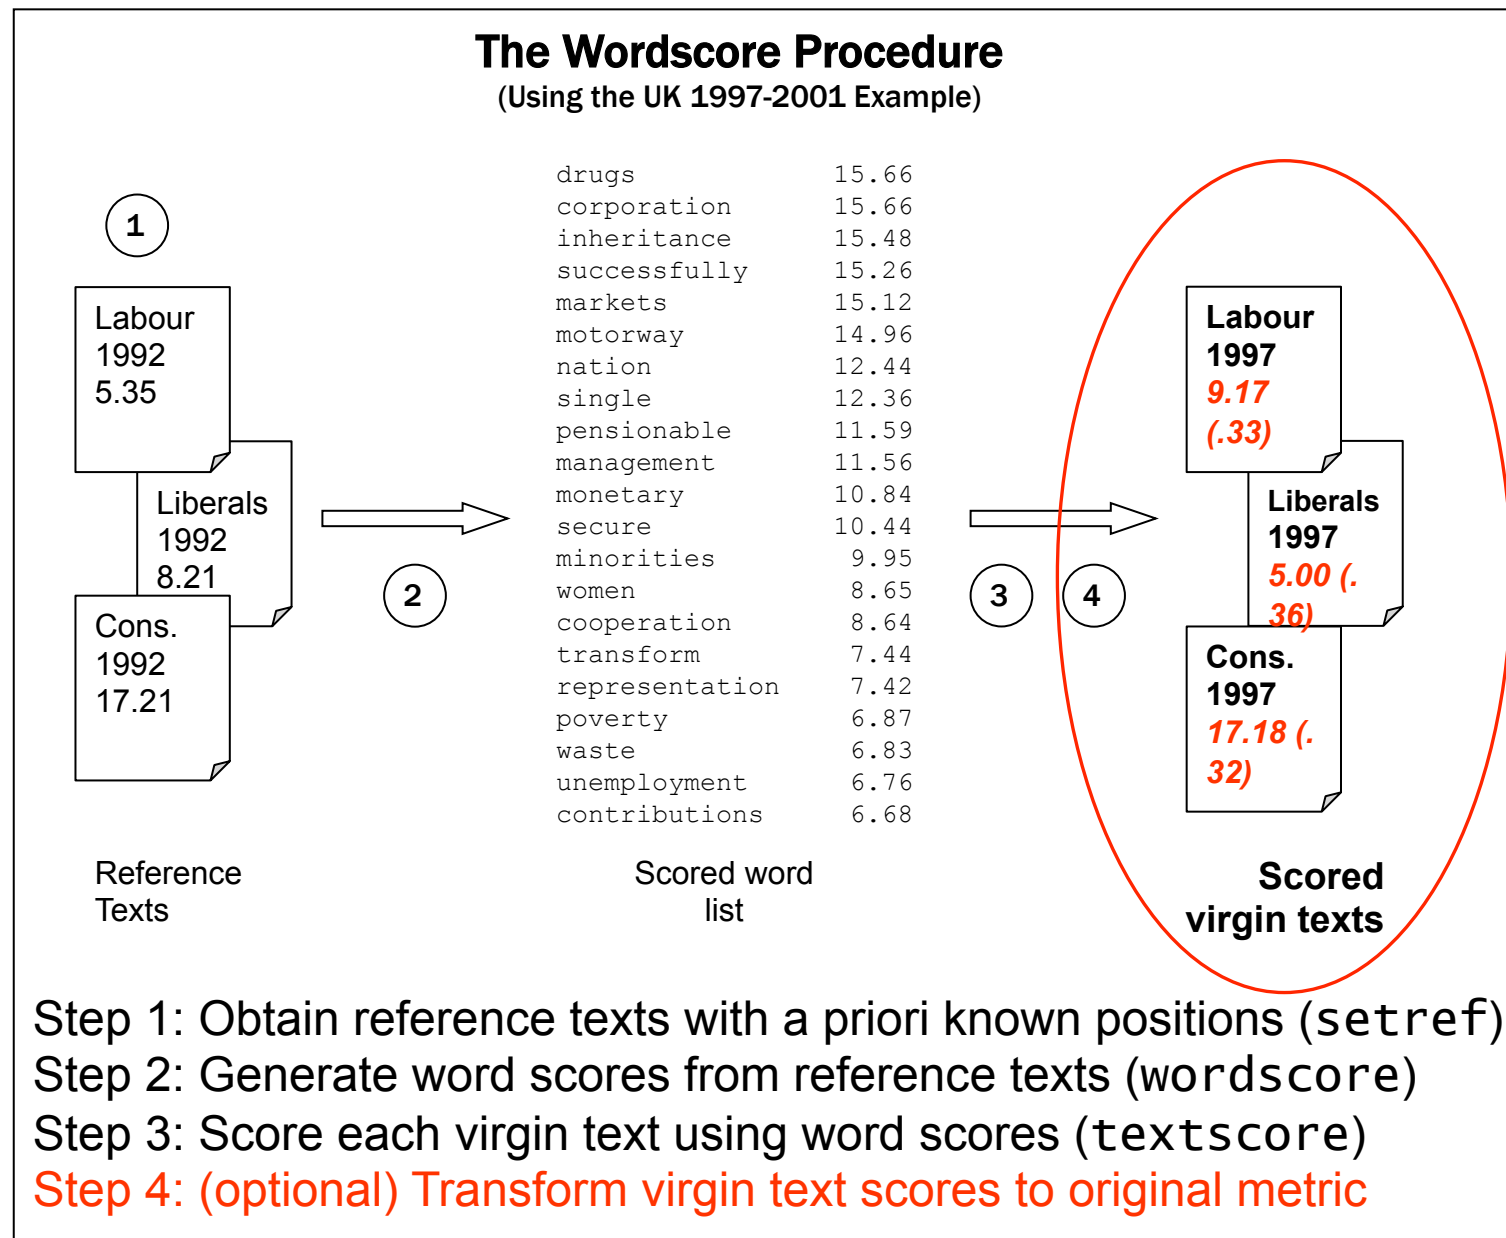 The Wordscore Procedure
(Using the UK 1997-2001 Example)
1
Labour
1992
5.35
Liberals
1992
8.21
Cons.
1992
17.21
Reference
Texts
2
drugs 15.66
corporation 15.66
inheritance 15.48
successfully 15.26
markets 15.12
motorway 14.96
nation 12.44
single 12.36
pensionable 11.59
management 11.56
monetary 10.84
secure 10.44
minorities 9.95
women 8.65
cooperation 8.64
transform 7.44
representation 7.42
poverty 6.87
waste 6.83
unemployment 6.76
contributions 6.68
Scored word
list
3
4
Labour
1997
9.17
(.33)
Liberals
1997
5.00 (.
36)
Cons.
1997
17.18 (.
32)
Scored
virgin texts
Step 1: Obtain reference texts with a priori known positions (setref)
Step 2: Generate word scores from reference texts (wordscore)
Step 3: Score each virgin text using word scores (textscore)
Step 4: (optional) Transform virgin text scores to original metric